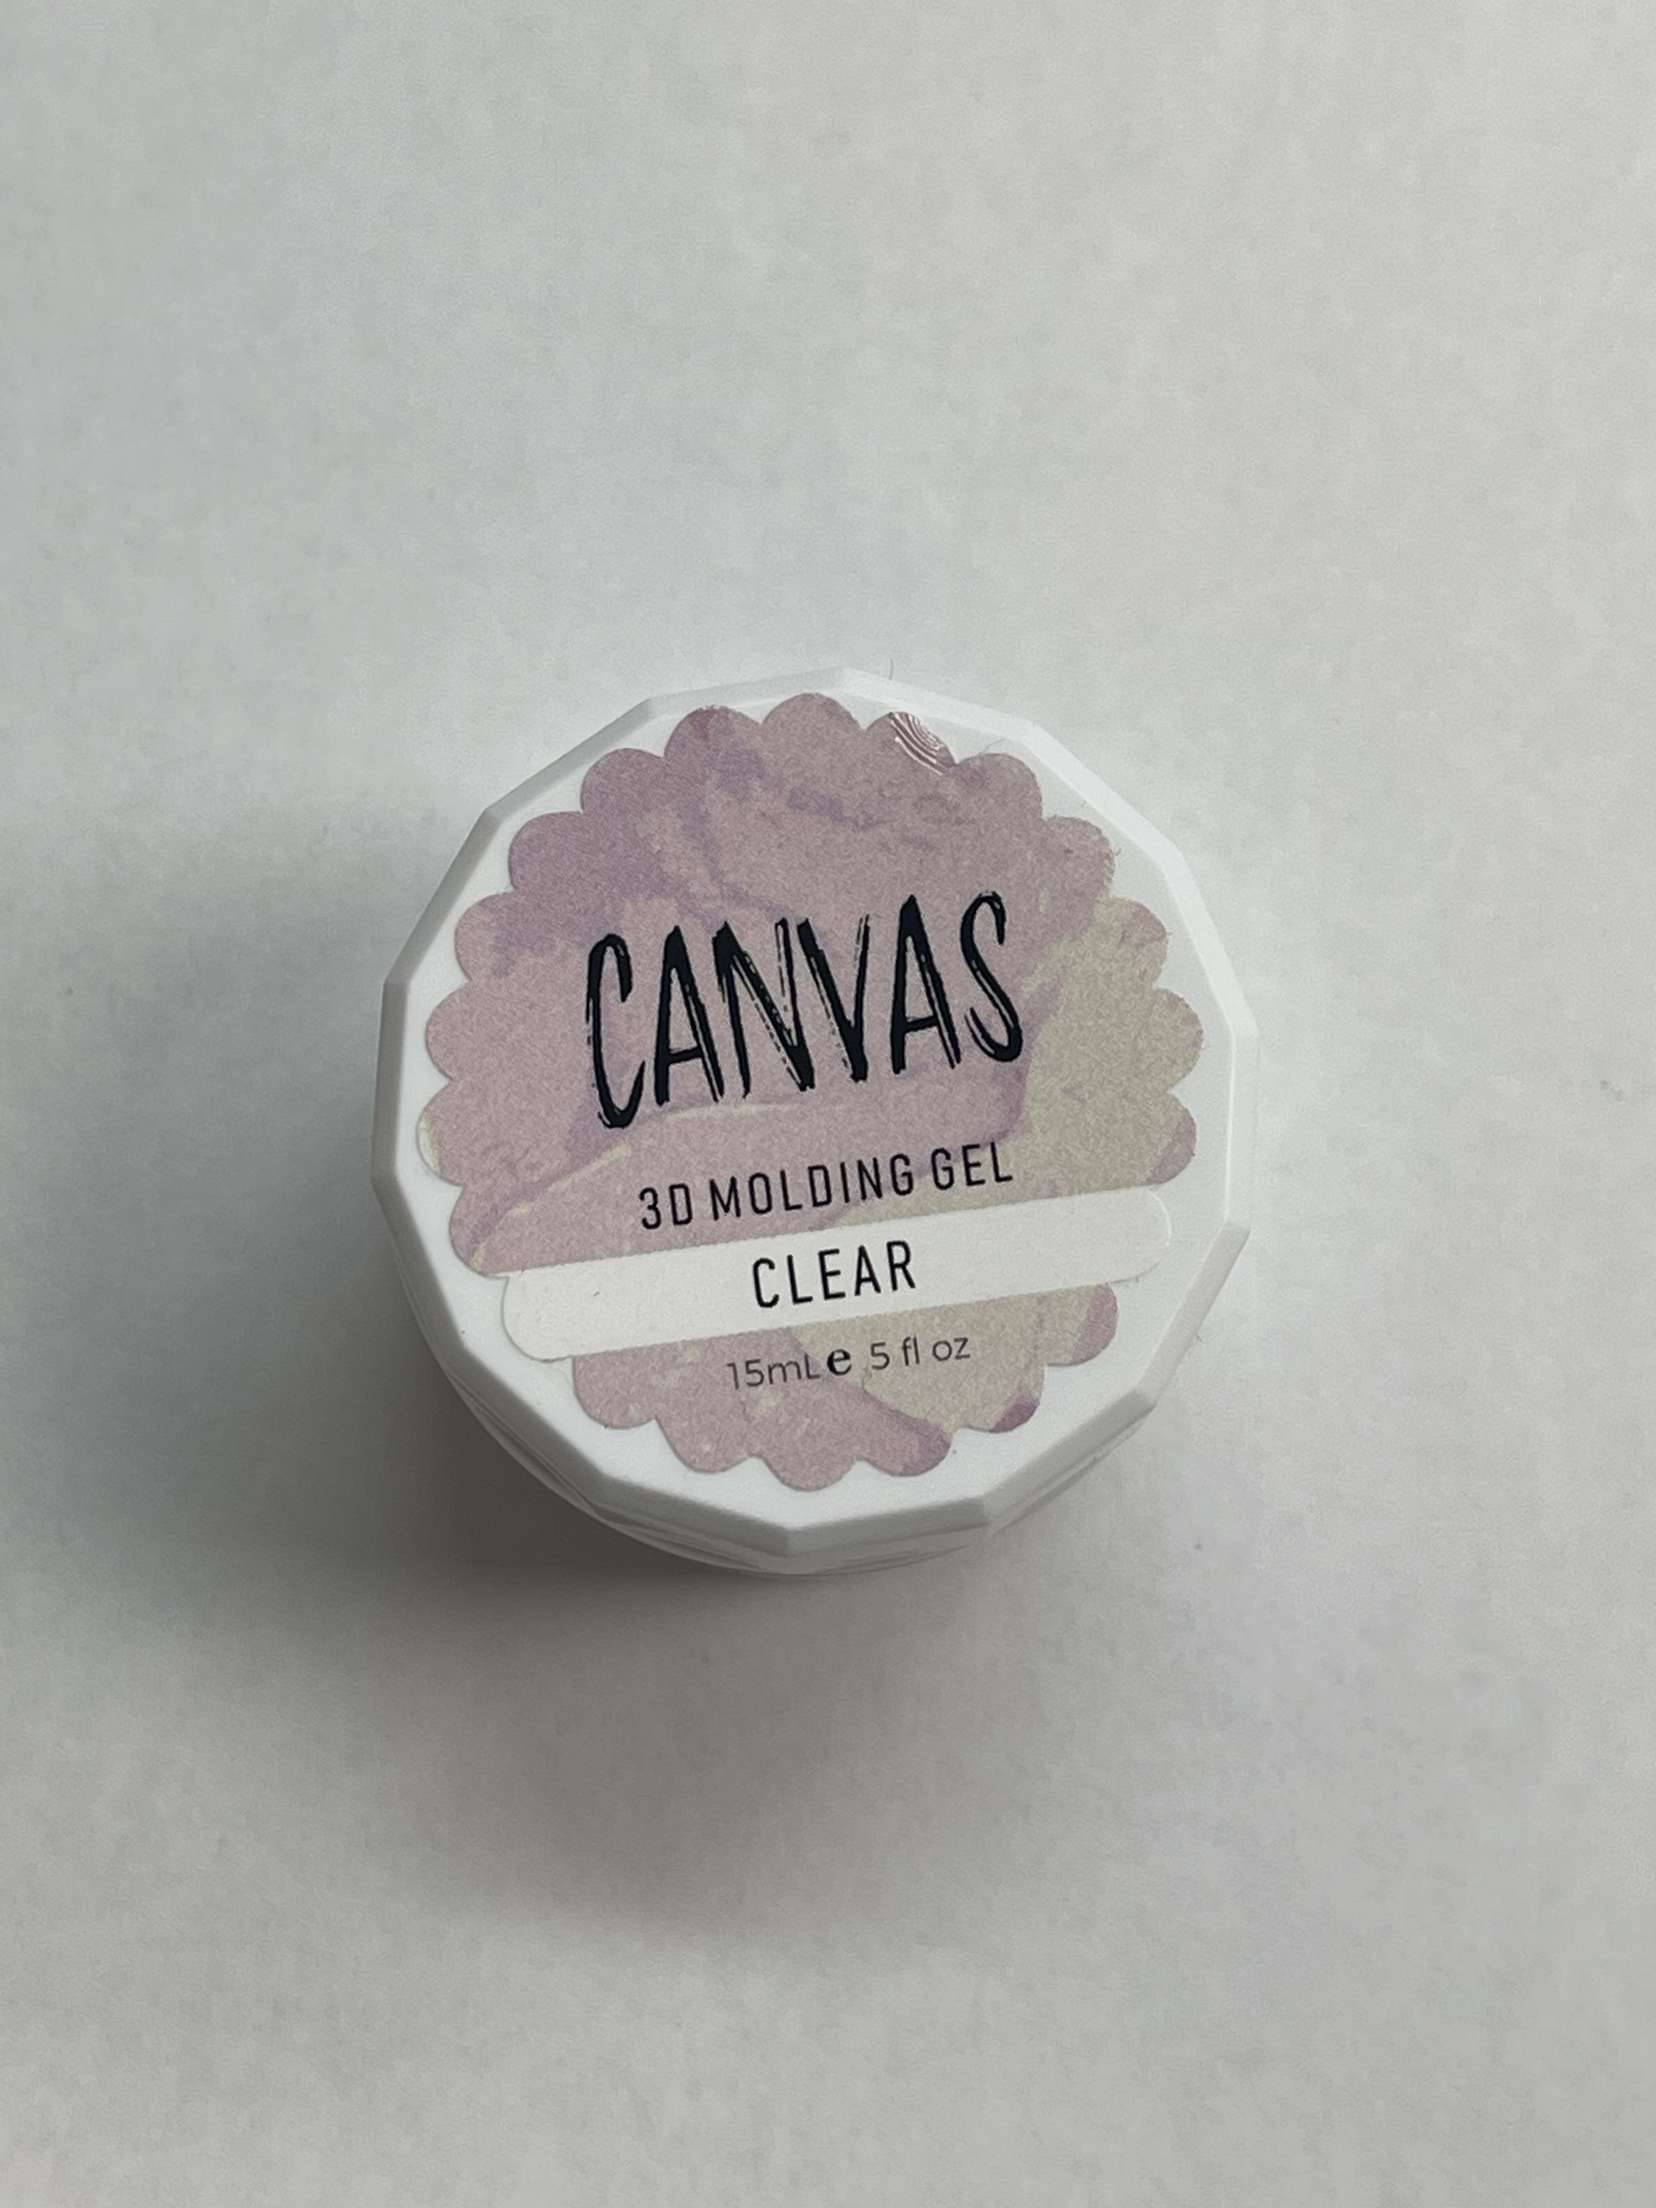 CANVAS
3D MOLDING GEL
CLEAR
15mL e 5 fl oz